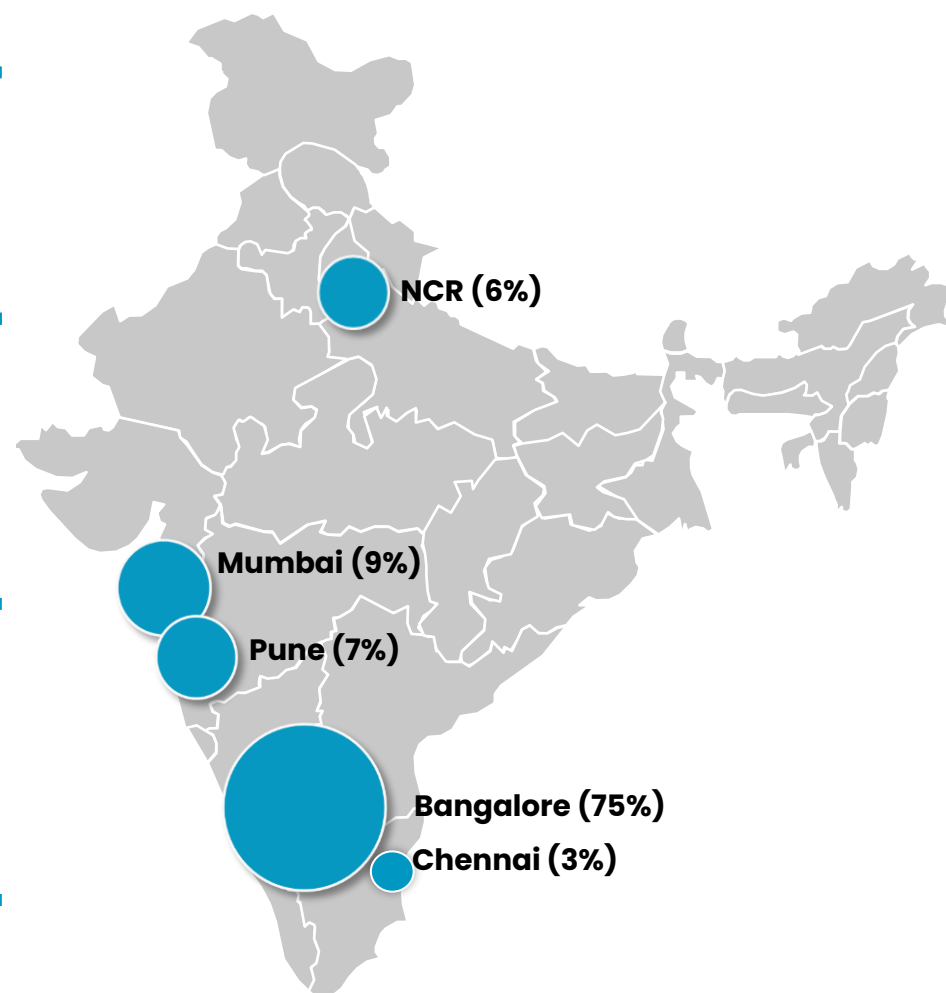 NCR (6%)
Mumbai (9%)
Pune (7%)
Bangalore (75%)
Chennai (3%)